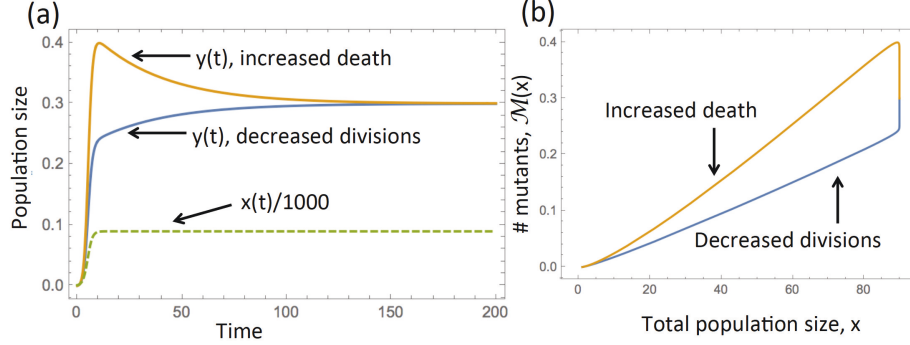 (a)
0.4
0.3
0.2
0.1
0.0
Population size
y(t), increased death
y(t), decreased divisions
x(t)/1000
0
50
100
150
200
Time
(b)
0.4
0.3
0.2
0.1
0.0
# mutants, ℳ(x)
Increased death
Decreased divisions
0
20
40
60
80
Total population size, x